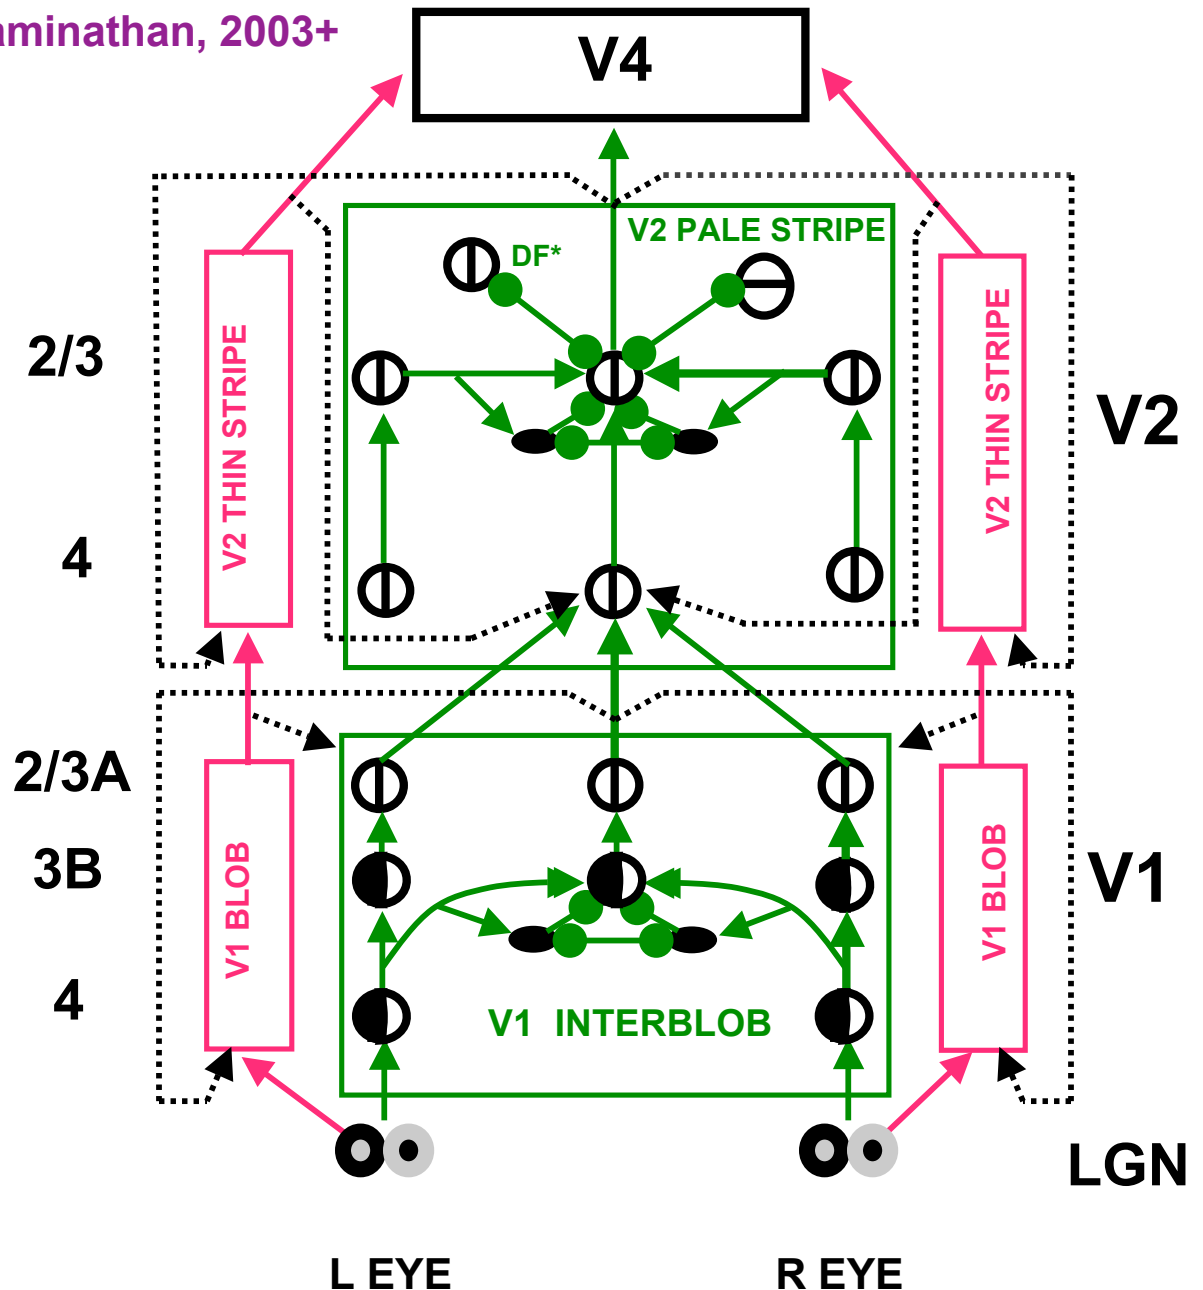 aminathan, 2003+
V4
V2 PALE STRIPE
DF*
2/3
V2 THIN STRIPE
V2 THIN STRIPE
V2
4
2/3A
3B
V1 BLOB
V1 BLOB
V1
4
V1 INTERBLOB
LGN
L EYE
R EYE